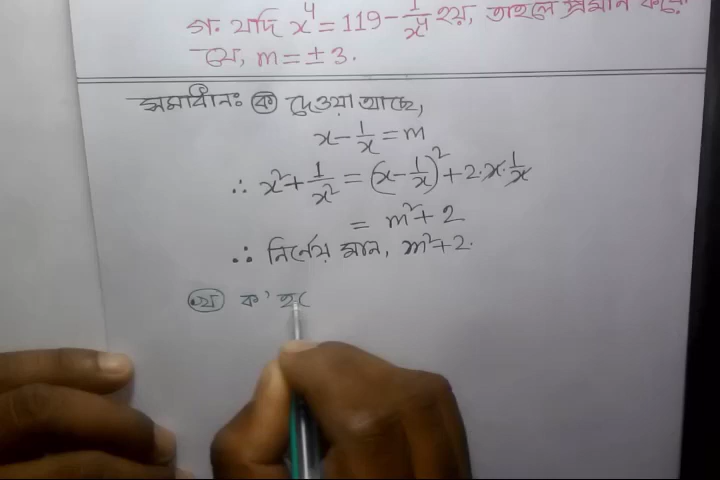 গ. যদি x⁴ = 119 - 1/x⁴ হয়, তাহলে প্রমান করো
যে, m = ± 3.
সমাধানঃ (ক) দেওয়া আছে,
x - 1/x = m
∴ x² + 1/x² = (x - 1/x)² + 2·x·1/x
= m² + 2
∴ নির্নেয় মান, m² + 2.
(খ) ক' হ